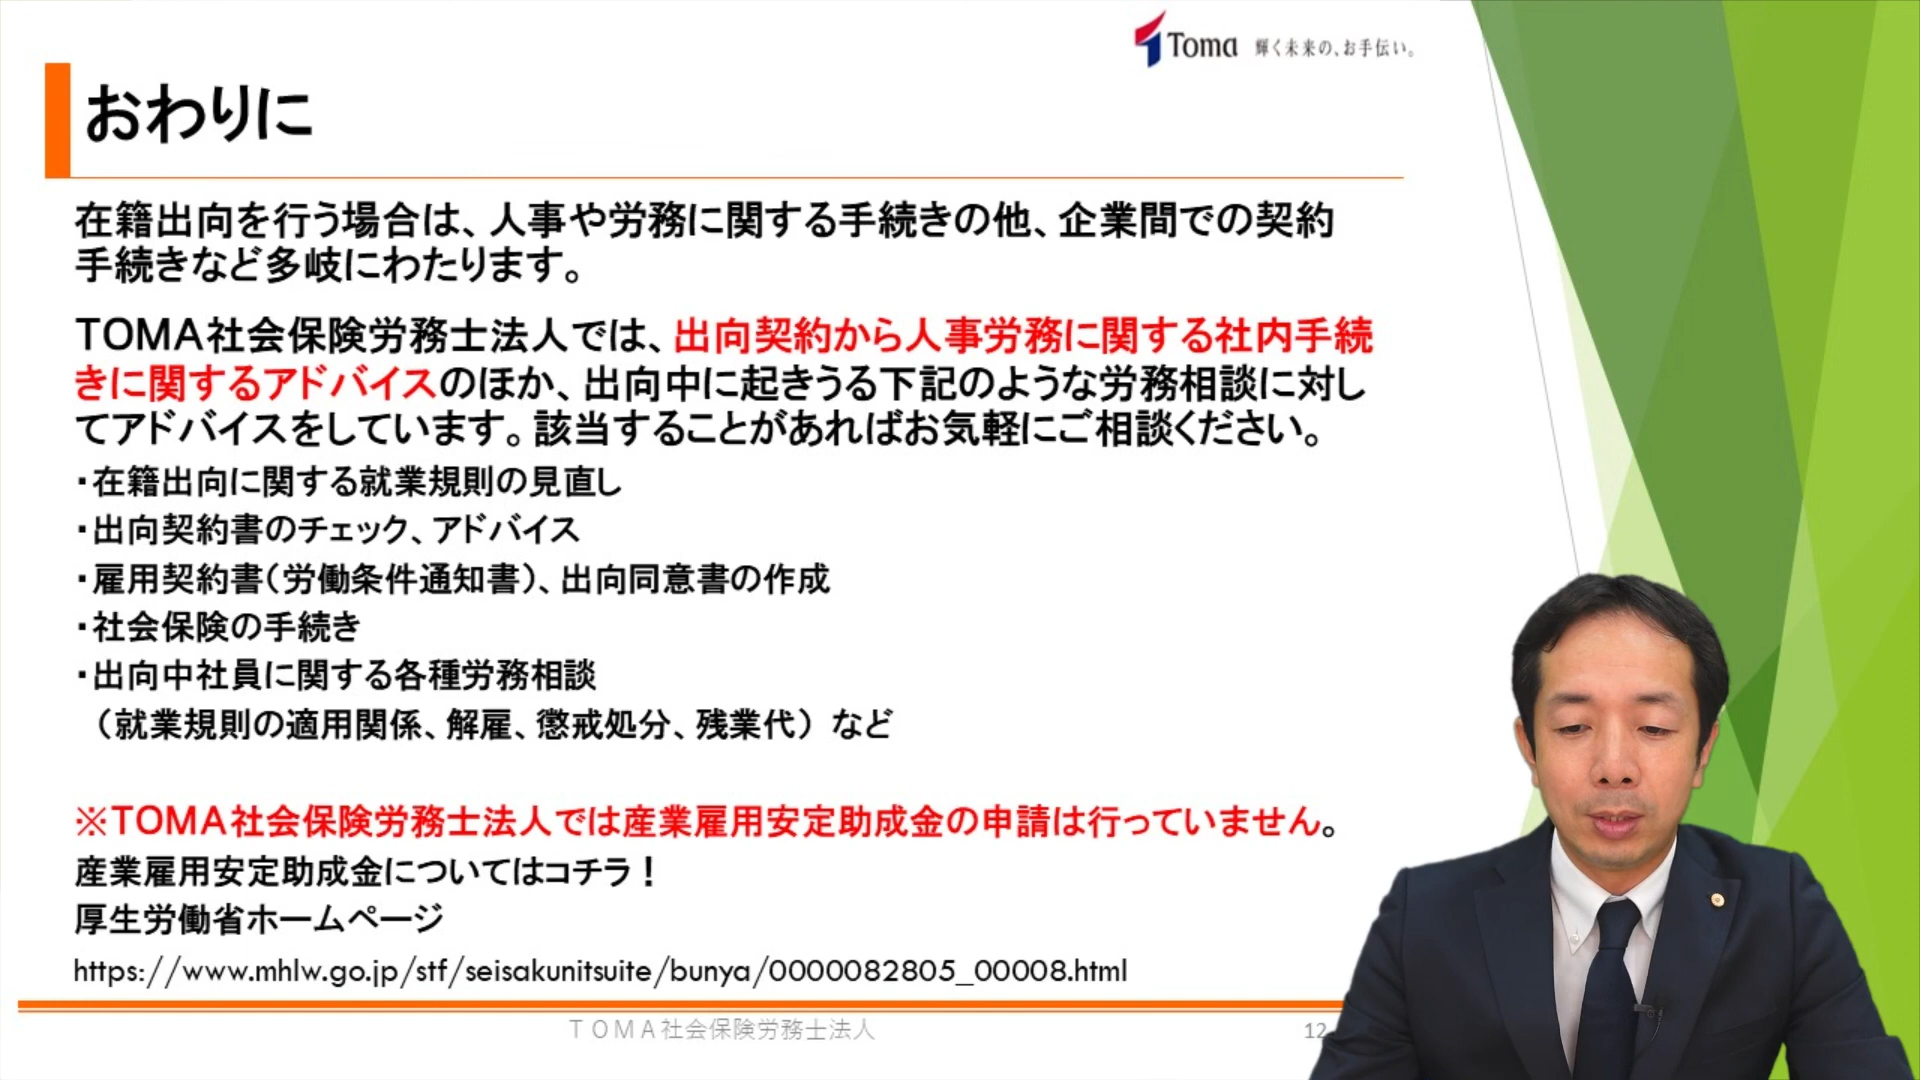 Toma 輝く未来の、お手伝い。
おわりに
在籍出向を行う場合は、人事や労務に関する手続きの他、企業間での契約
手続きなど多岐にわたります。
TOMA社会保険労務士法人では、出向契約から人事労務に関する社内手続
きに関するアドバイスのほか、出向中に起きうる下記のような労務相談に対し
てアドバイスをしています。該当することがあればお気軽にご相談ください。
・在籍出向に関する就業規則の見直し
・出向契約書のチェック、アドバイス
・雇用契約書（労働条件通知書）、出向同意書の作成
・社会保険の手続き
・出向中社員に関する各種労務相談
（就業規則の適用関係、解雇、懲戒処分、残業代）など
※TOMA社会保険労務士法人では産業雇用安定助成金の申請は行っていません。
産業雇用安定助成金についてはコチラ！
厚生労働省ホームページ
https://www.mhlw.go.jp/stf/seisakunitsuite/bunya/0000082805_00008.html
ＴＯＭＡ社会保険労務士法人
12